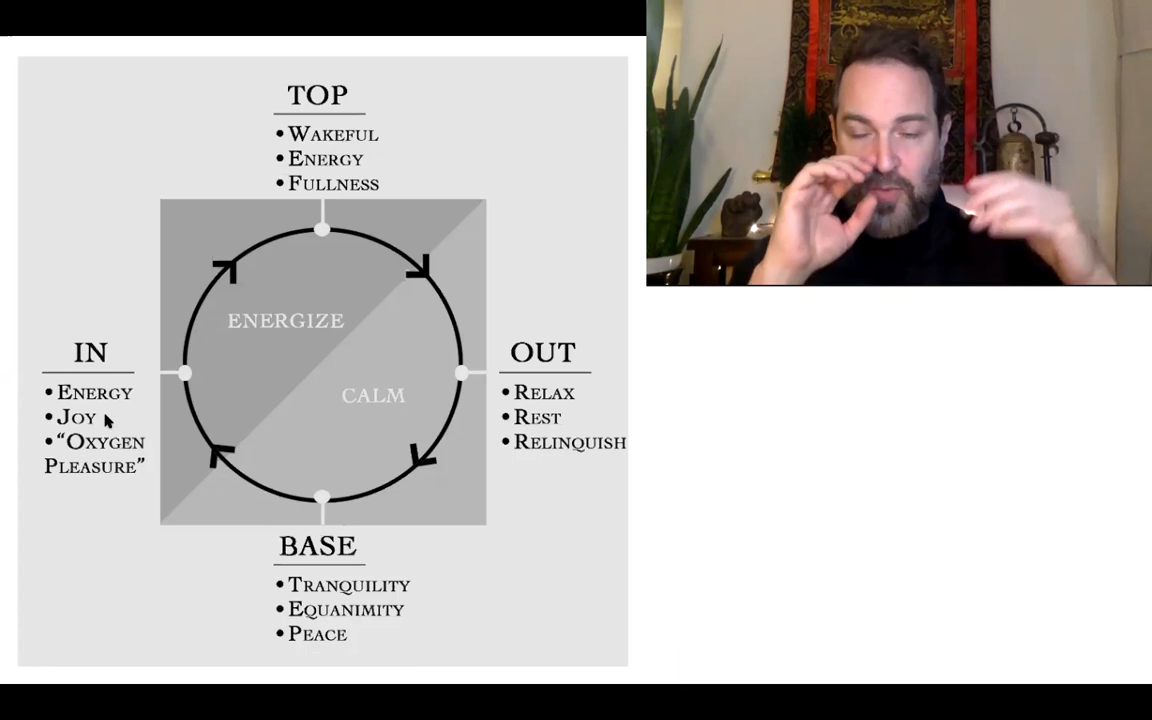 TOP
• WAKEFUL
• ENERGY
• FULLNESS
ENERGIZE
CALM
IN
• ENERGY
• JOY
• “OXYGEN
PLEASURE”
OUT
• RELAX
• REST
• RELINQUISH
BASE
• TRANQUILITY
• EQUANIMITY
• PEACE